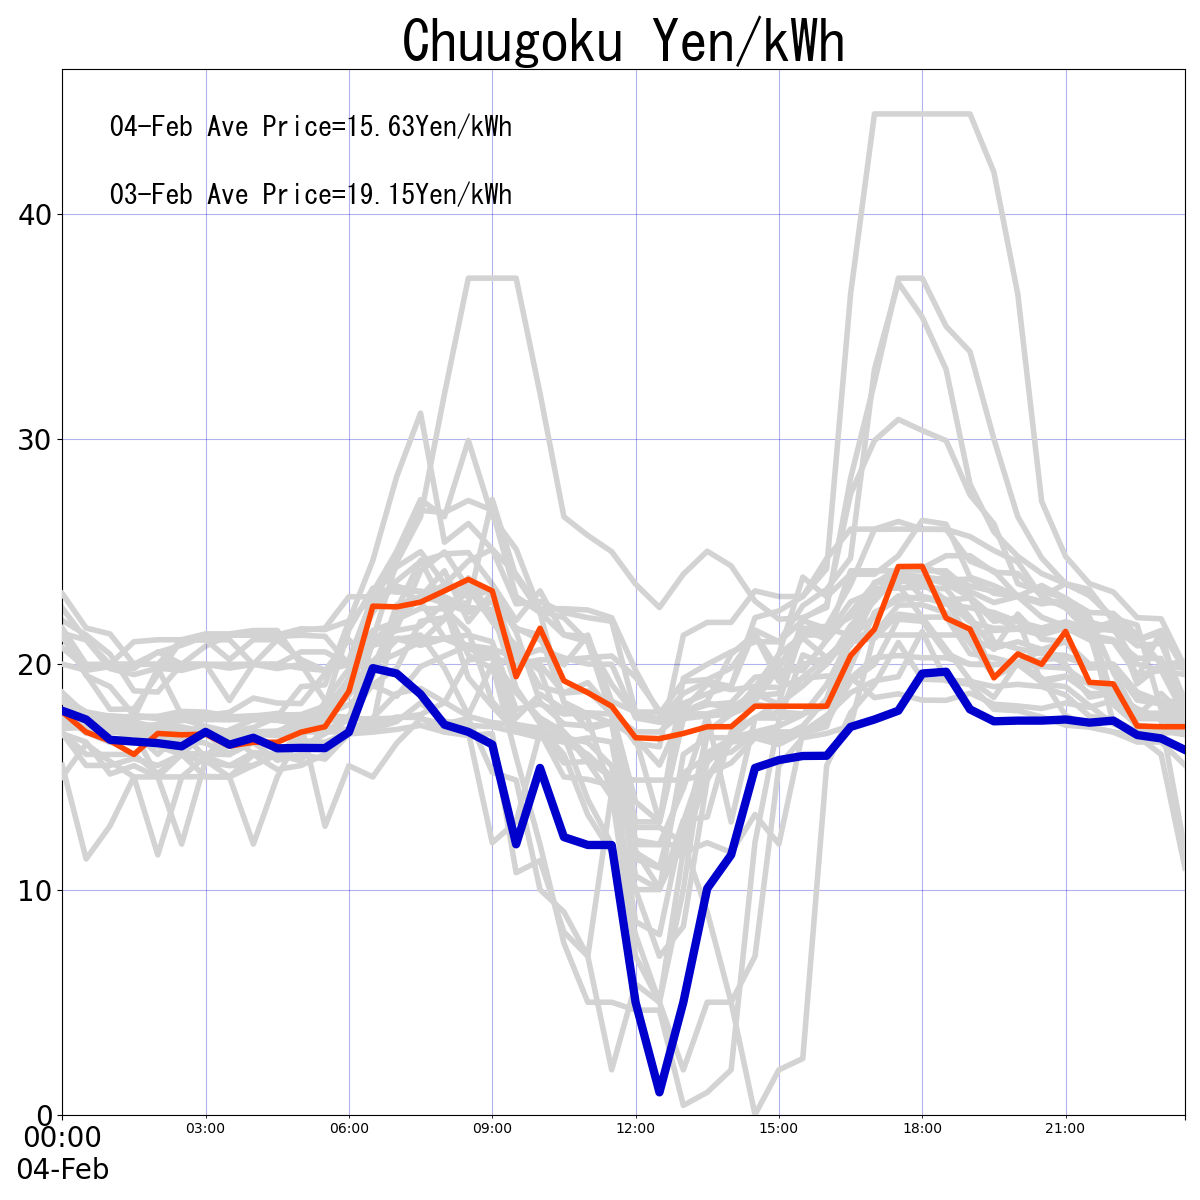 Chuugoku Yen/kWh
04-Feb Ave Price=15.63Yen/kWh
03-Feb Ave Price=19.15Yen/kWh
40
30
20
10
0
00:00 03:00 06:00 09:00 12:00 15:00 18:00 21:00
04-Feb